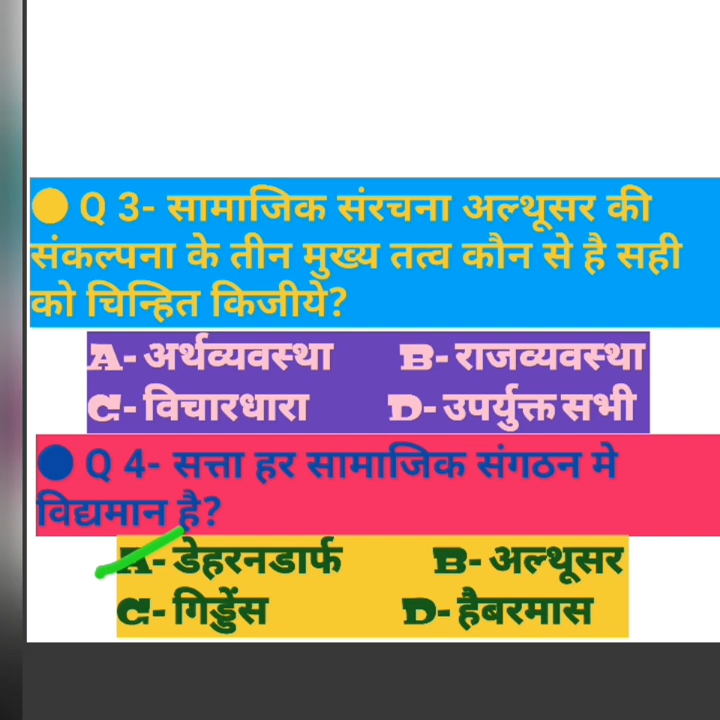 Q 3- सामाजिक संरचना अल्थूसर की
संकल्पना के तीन मुख्य तत्व कौन से है सही
को चिन्हित किजीये?
A- अर्थव्यवस्था B- राजव्यवस्था
C- विचारधारा D- उपर्युक्त सभी
Q 4- सत्ता हर सामाजिक संगठन मे
विद्यमान है?
A- डेहरनडार्फ B- अल्थूसर
C- गिड्डेंस D- हैबरमास